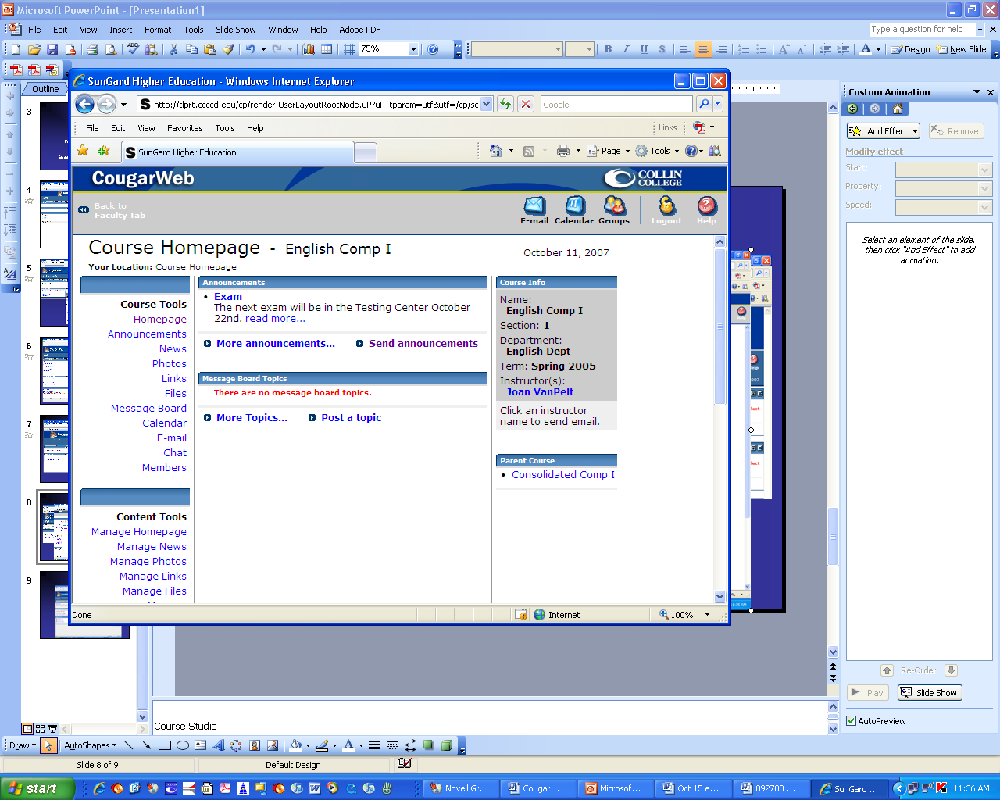 Microsoft PowerPoint - [Presentation1]
File Edit View Insert Format Tools Slide Show Window Help Adobe PDF
Type a question for help
75%
B I U S
A
Design
New Slide
Outline
3
4
5
6
7
8
9
SunGard Higher Education - Windows Internet Explorer
http://tlprt.ccccd.edu/cp/render.UserLayoutRootNode.uP?uP_tparam=utf&utf=/cp/sc
Google
File Edit View Favorites Tools Help
Links
SunGard Higher Education
Page
Tools
CougarWeb
COLLIN
COLLEGE
Back to
Faculty Tab
E-mail Calendar Groups Logout Help
Course Homepage - English Comp I
October 11, 2007
Your Location: Course Homepage
Course Tools
Homepage
Announcements
News
Photos
Links
Files
Message Board
Calendar
E-mail
Chat
Members
Content Tools
Manage Homepage
Manage News
Manage Photos
Manage Links
Manage Files
Announcements
Exam
The next exam will be in the Testing Center October
22nd. read more...
More announcements... Send announcements
Message Board Topics
There are no message board topics.
More Topics... Post a topic
Course Info
Name:
English Comp I
Section: 1
Department:
English Dept
Term: Spring 2005
Instructor(s):
Joan VanPelt
Click an instructor
name to send email.
Parent Course
Consolidated Comp I
Done
Internet
100%
Custom Animation
Add Effect
Remove
Modify effect
Start:
Property:
Speed:
Select an element of the slide,
then click "Add Effect" to add
animation.
Re-Order
Play
Slide Show
AutoPreview
Course Studio
Draw
AutoShapes
A
Slide 8 of 9
Default Design
start
Novell Gr...
Cougar...
Microsof...
Oct 15 e...
092708 ...
SunGard ...
11:36 AM